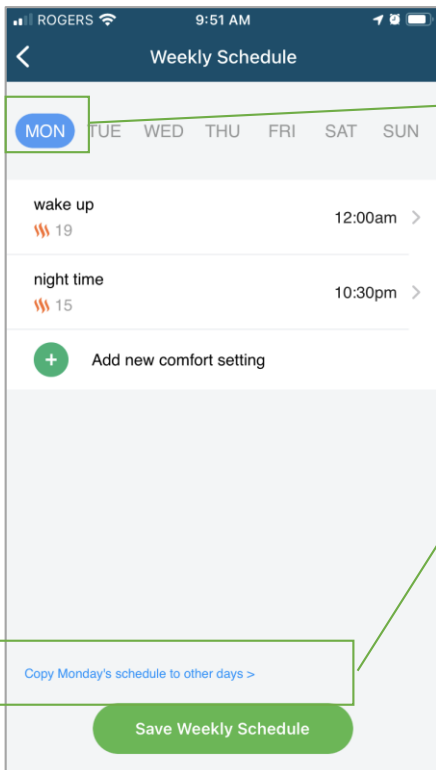 ROGERS 9:51 AM
Weekly Schedule
MON TUE WED THU FRI SAT SUN
wake up
19
12:00am
night time
15
10:30pm
Add new comfort setting
Copy Monday's schedule to other days >
Save Weekly Schedule